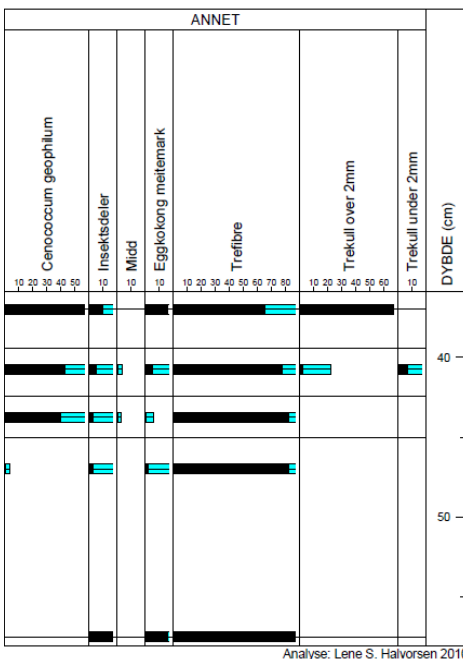 ANNET
Cenococcum geophilum
Insektsdeler
Midd
Eggkokong meitemark
Trefibre
Trekull over 2mm
Trekull under 2mm
DYBDE (cm)
10 20 30 40 50 10 10 10 10 20 30 40 50 60 70 80 10 20 30 40 50 60 10
40
50
Analyse: Lene S. Halvorsen 2010